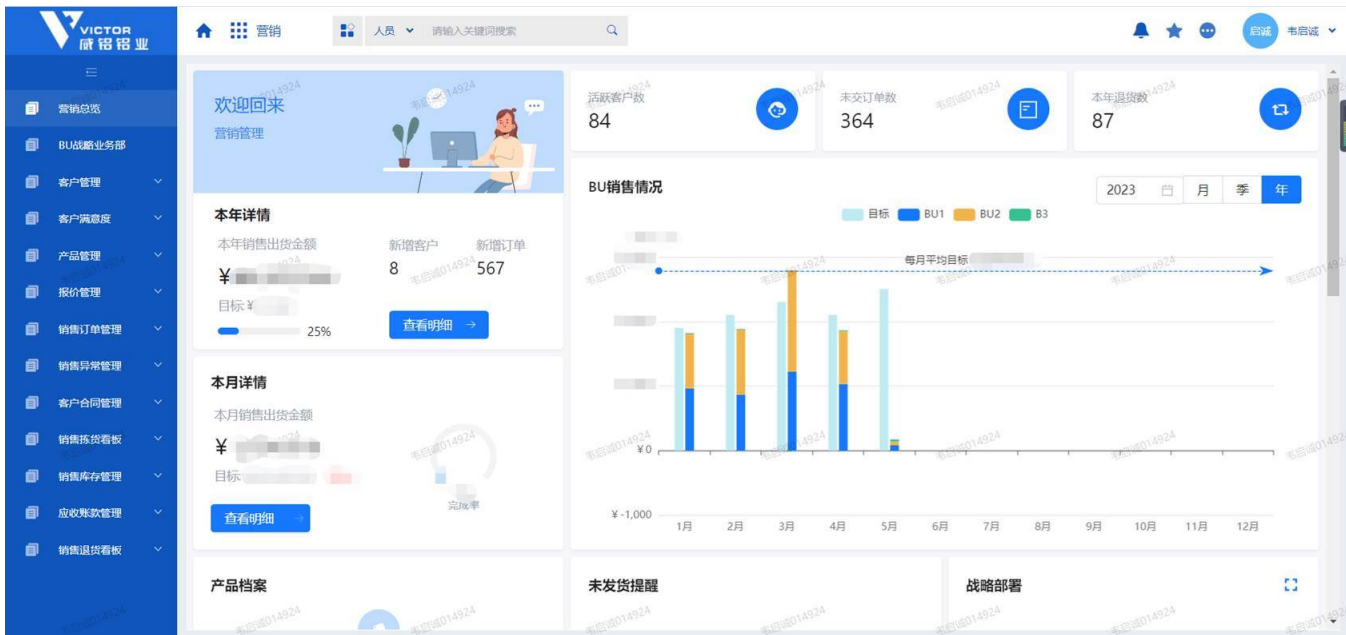 VICTOR
威铝铝业
营销
人员
请输入关键词搜索
启诚
韦启诚
营销总览
BU战略业务部
客户管理
客户满意度
产品管理
报价管理
销售订单管理
销售异常管理
客户合同管理
销售拣货看板
销售库存管理
应收账款管理
销售退货看板
欢迎回来
营销管理
本年详情
本年销售出货金额
¥
目标:¥
25%
新增客户
8
新增订单
567
查看明细 →
本月详情
本月销售出货金额
¥
目标
完成率
查看明细 →
产品档案
活跃客户数
84
未交订单数
364
本年退货数
87
BU销售情况
2023
月
季
年
目标
BU1
BU2
B3
每月平均目标
¥ 0
¥ -1,000
1月 2月 3月 4月 5月 6月 7月 8月 9月 10月 11月 12月
未发货提醒
战略部署
韦启诚014924